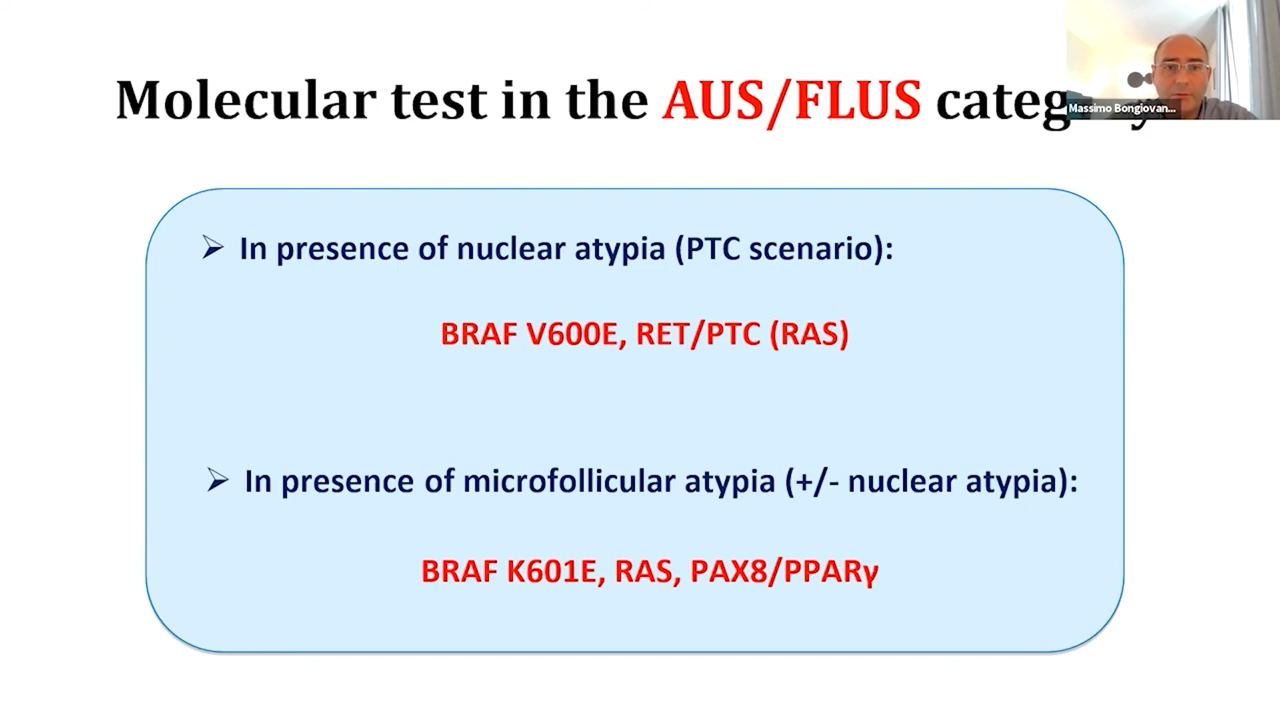 Molecular test in the AUS/FLUS
Massimo Bongiovan...
➢ In presence of nuclear atypia (PTC scenario):
BRAF V600E, RET/PTC (RAS)
➢ In presence of microfollicular atypia (+/- nuclear atypia):
BRAF K601E, RAS, PAX8/PPARγ